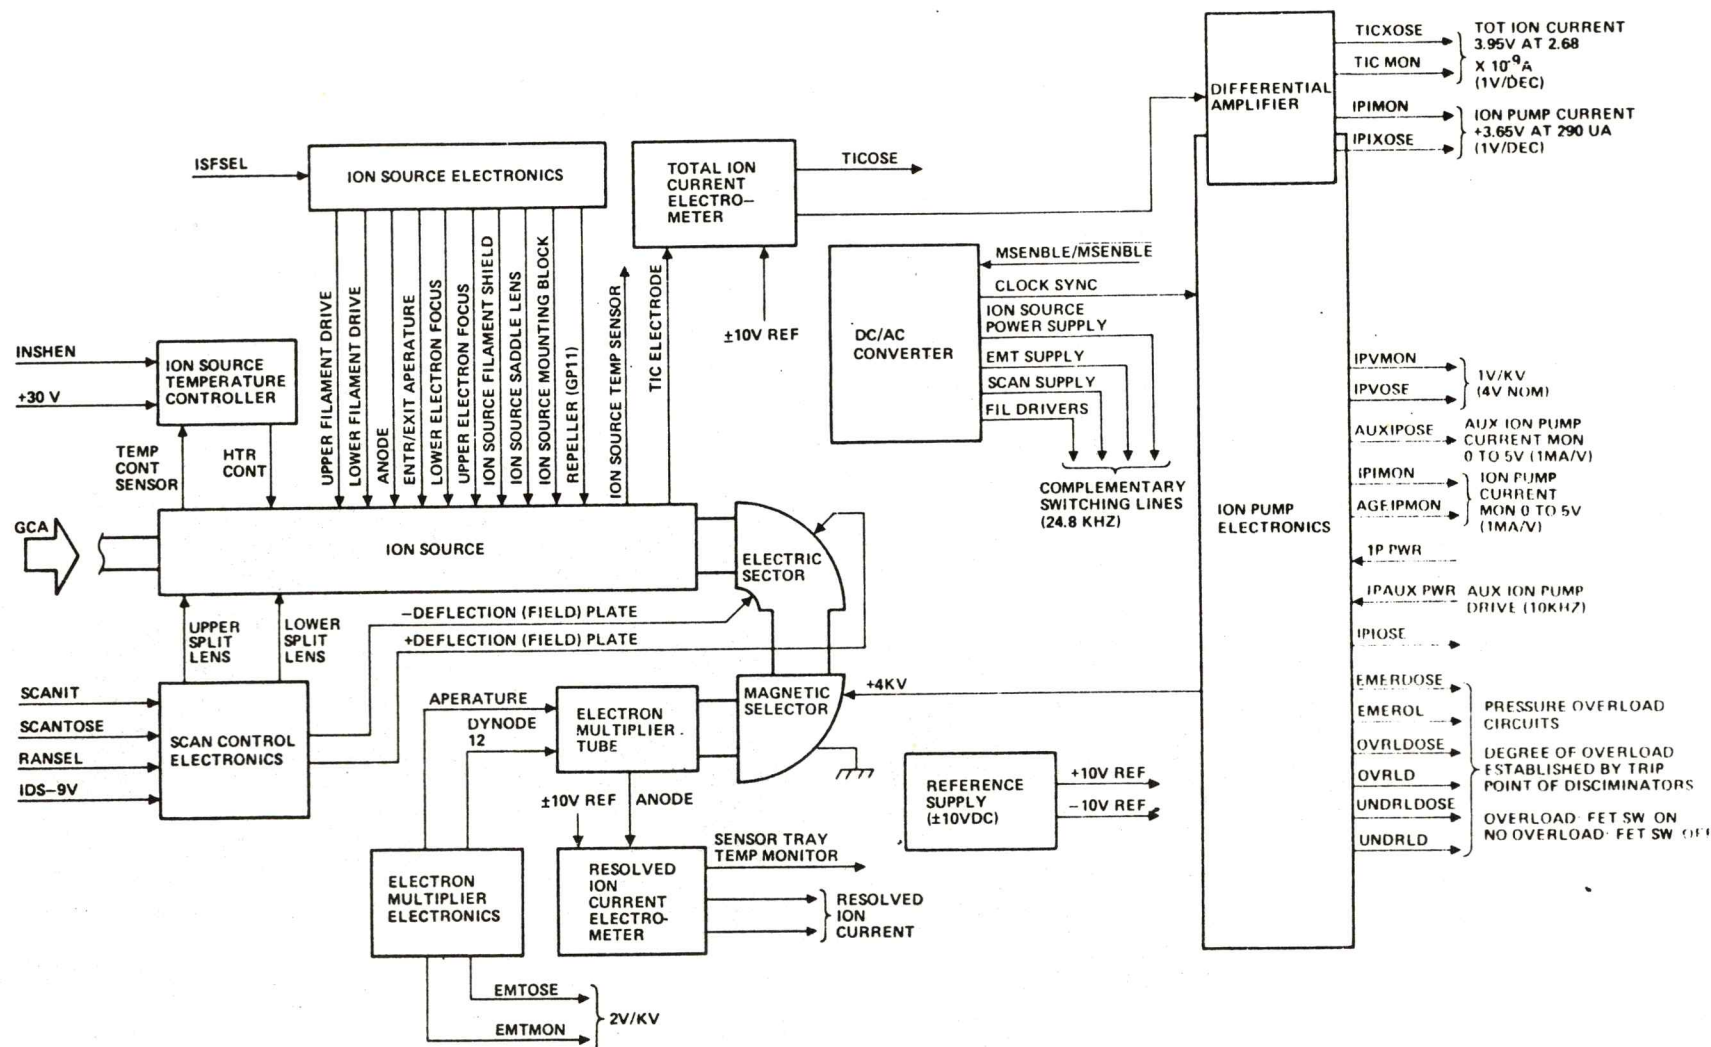 TICXOSE
TIC MON
TOT ION CURRENT
3.95V AT 2.68
X 10-9A
(1V/DEC)
DIFFERENTIAL
AMPLIFIER
IPIMON
IPIXOSE
ION PUMP CURRENT
+3.65V AT 290 UA
(1V/DEC)
ISFSEL
ION SOURCE ELECTRONICS
TOTAL ION
CURRENT
ELECTRO–
METER
TICOSE
±10V REF
UPPER FILAMENT DRIVE
LOWER FILAMENT DRIVE
ANODE
ENTR/EXIT APERATURE
LOWER ELECTRON FOCUS
UPPER ELECTRON FOCUS
ION SOURCE FILAMENT SHIELD
ION SOURCE SADDLE LENS
ION SOURCE MOUNTING BLOCK
REPELLER (GP11)
ION SOURCE TEMP SENSOR
TIC ELECTRODE
DC/AC
CONVERTER
MSENBLE/MSENBLE
CLOCK SYNC
ION SOURCE
POWER SUPPLY
EMT SUPPLY
SCAN SUPPLY
FIL DRIVERS
COMPLEMENTARY
SWITCHING LINES
(24.8 KHZ)
INSHEN
+30 V
ION SOURCE
TEMPERATURE
CONTROLLER
TEMP
CONT
SENSOR
HTR
CONT
GCA
ION SOURCE
ELECTRIC
SECTOR
ION PUMP
ELECTRONICS
IPVMON
IPVOSE
1V/KV
(4V NOM)
AUXIPOSE
AUX ION PUMP
CURRENT MON
0 TO 5V (1MA/V)
IPIMON
AGEIPMON
ION PUMP
CURRENT
MON 0 TO 5V
(1MA/V)
1P PWR
IPAUX PWR
AUX ION PUMP
DRIVE (10KHZ)
IPIOSE
EMERDOSE
EMEROL
OVRLDOSE
OVRLD
UNDRLDOSE
UNDRLD
PRESSURE OVERLOAD
CIRCUITS
DEGREE OF OVERLOAD
ESTABLISHED BY TRIP
POINT OF DISCIMINATORS
OVERLOAD: FET SW ON
NO OVERLOAD: FET SW OFF
UPPER
SPLIT
LENS
LOWER
SPLIT
LENS
–DEFLECTION (FIELD) PLATE
+DEFLECTION (FIELD) PLATE
SCANIT
SCANTOSE
RANSEL
IDS–9V
SCAN CONTROL
ELECTRONICS
APERATURE
DYNODE
12
ELECTRON
MULTIPLIER
TUBE
MAGNETIC
SELECTOR
+4KV
REFERENCE
SUPPLY
(±10VDC)
+10V REF
–10V REF
±10V REF
ANODE
ELECTRON
MULTIPLIER
ELECTRONICS
RESOLVED
ION
CURRENT
ELECTRO–
METER
SENSOR TRAY
TEMP MONITOR
RESOLVED
ION
CURRENT
EMTOSE
EMTMON
2V/KV